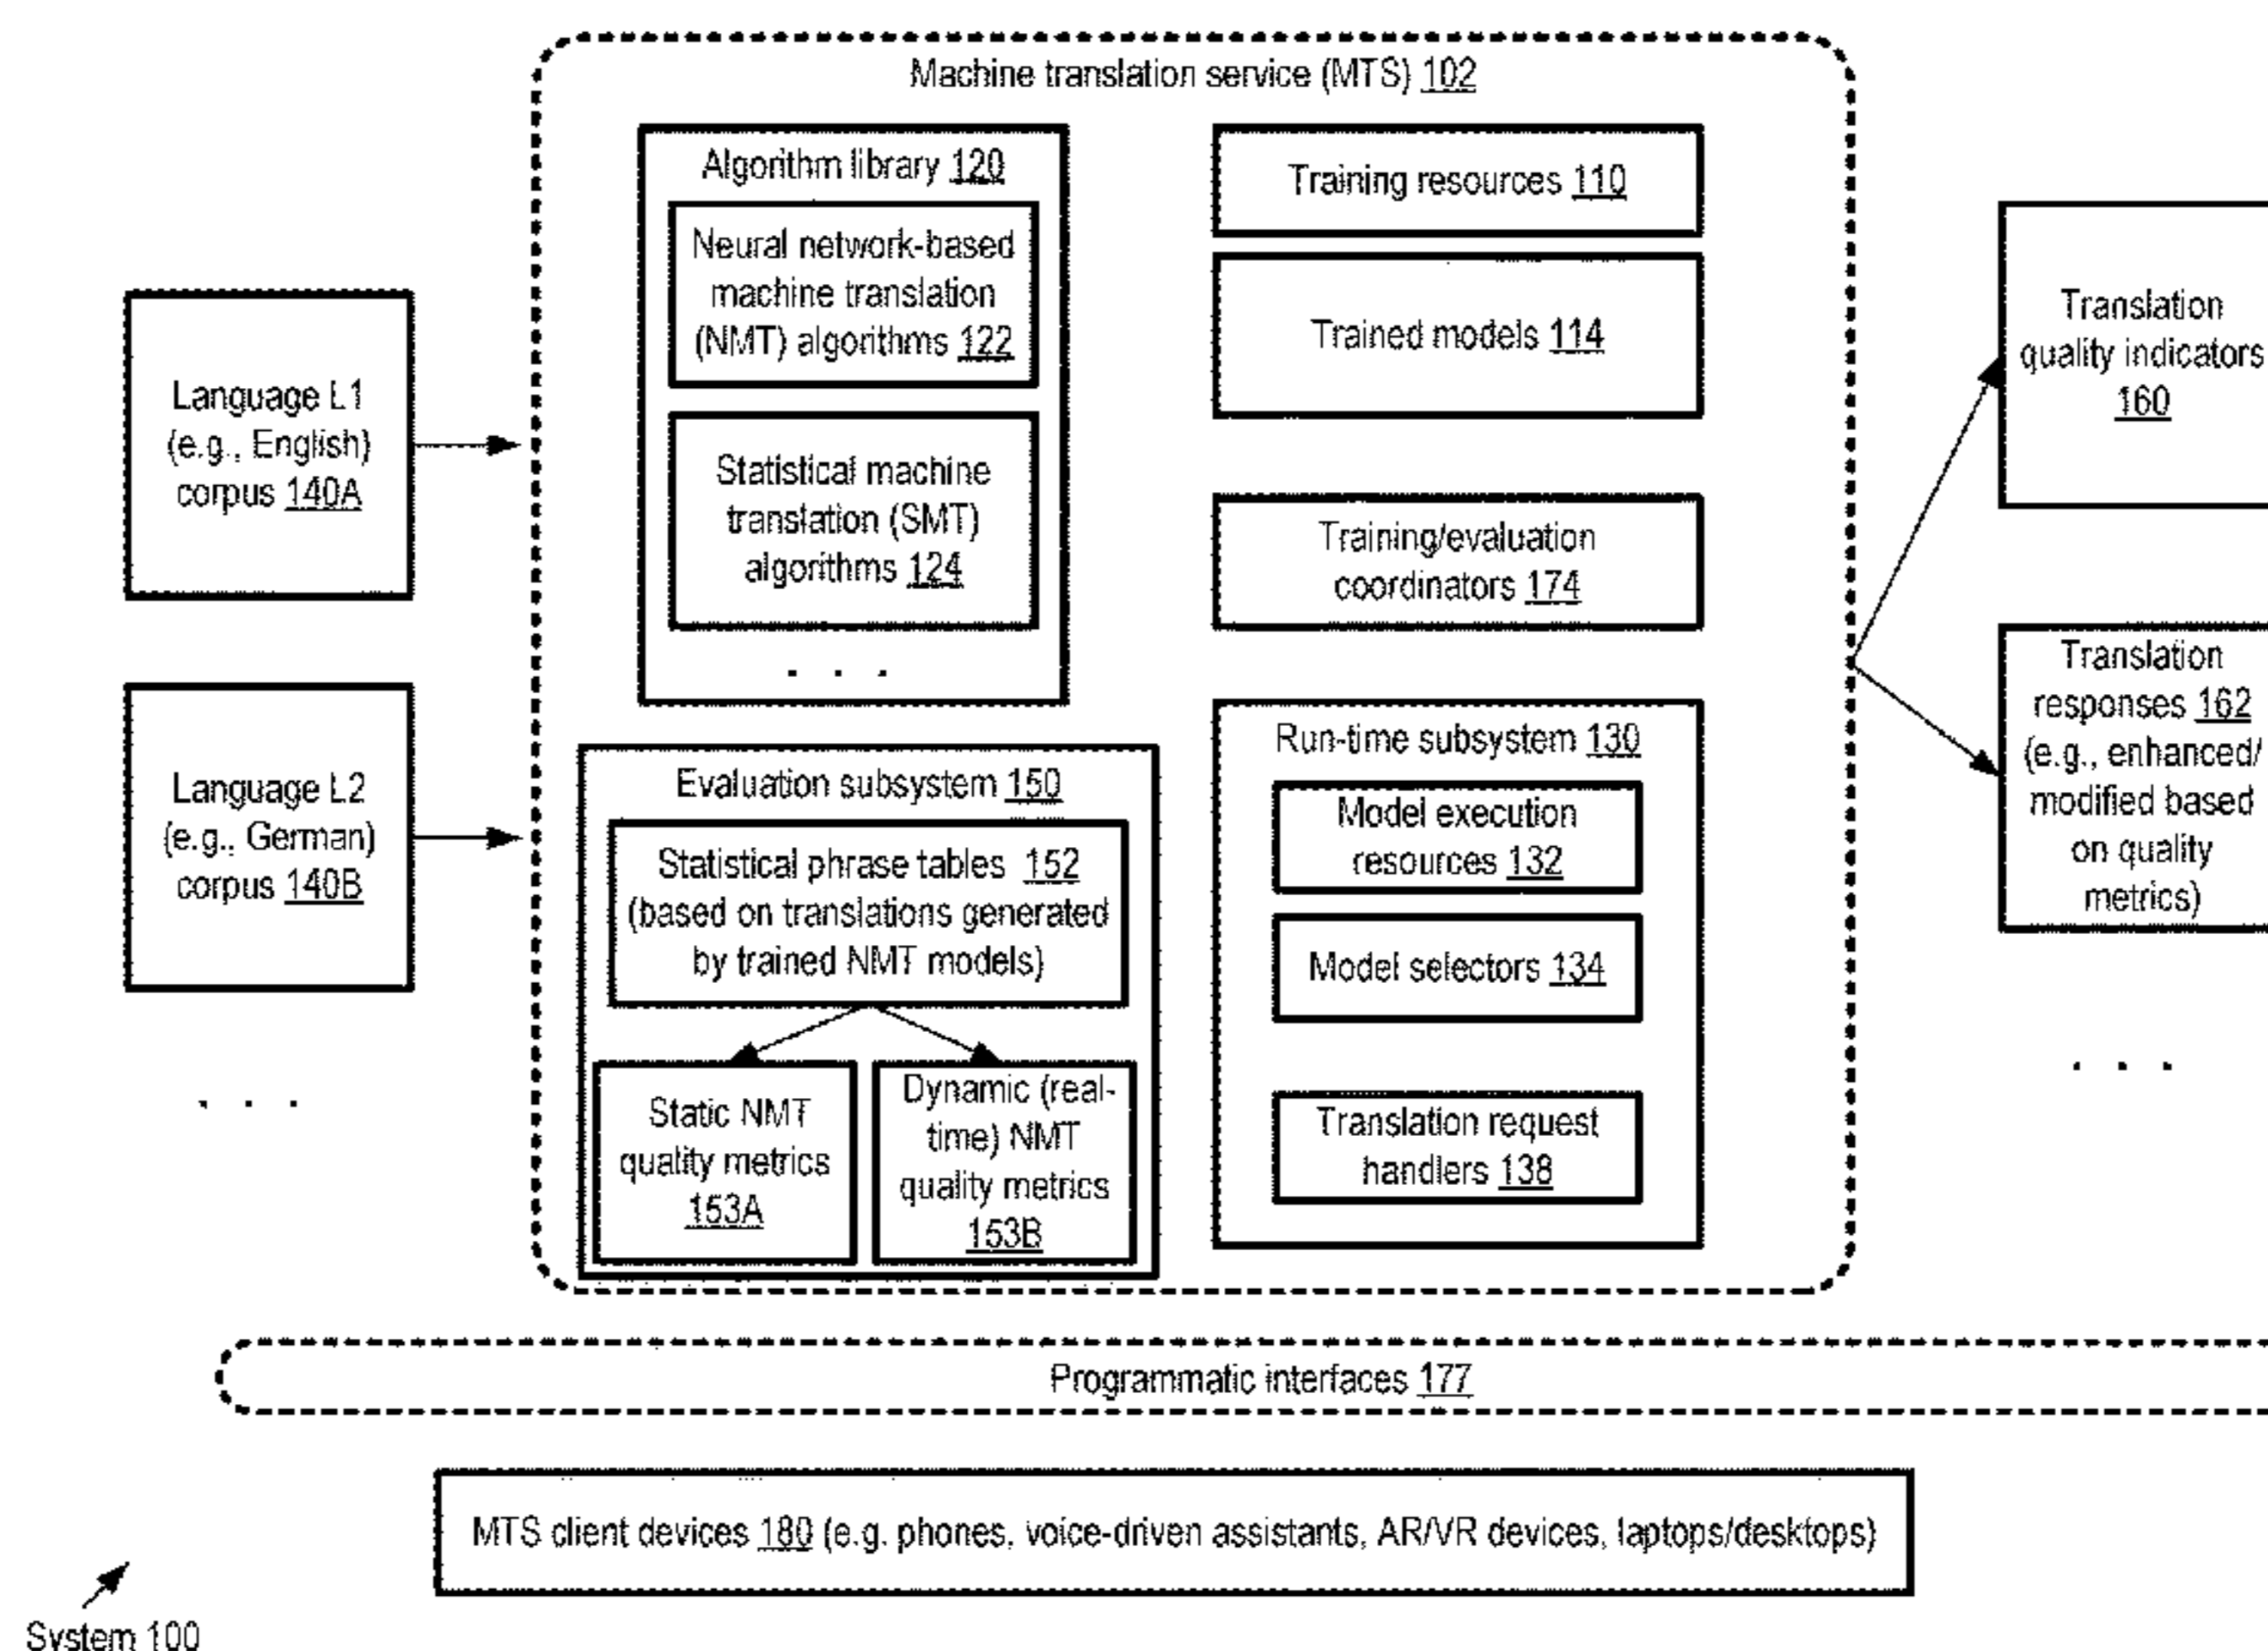 Machine translation service (MTS) 102
Language L1
(e.g., English)
corpus 140A
Language L2
(e.g., German)
corpus 140B
. . .
Algorithm library 120
Neural network-based
machine translation
(NMT) algorithms 122
Statistical machine
translation (SMT)
algorithms 124
. . .
Evaluation subsystem 150
Statistical phrase tables 152
(based on translations generated
by trained NMT models)
Static NMT
quality metrics
153A
Dynamic (real-
time) NMT
quality metrics
153B
Training resources 110
Trained models 114
Training/evaluation
coordinators 174
Run-time subsystem 130
Model execution
resources 132
Model selectors 134
Translation request
handlers 138
Translation
quality indicators
160
Translation
responses 162
(e.g., enhanced/
modified based
on quality
metrics)
. . .
Programmatic interfaces 177
MTS client devices 180 (e.g. phones, voice-driven assistants, AR/VR devices, laptops/desktops)
System 100